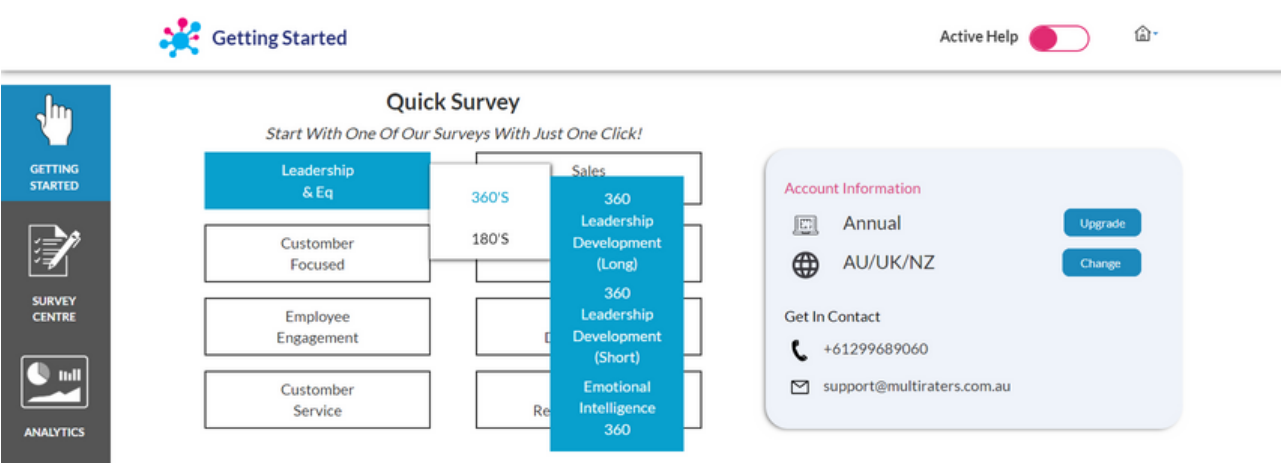 Getting Started
Active Help
GETTING
STARTED
SURVEY
CENTRE
ANALYTICS
Quick Survey
Start With One Of Our Surveys With Just One Click!
Leadership
& Eq
Customber
Focused
Employee
Engagement
Customber
Service
360'S
180'S
Sales
360
Leadership
Development
(Long)
360
Leadership
Development
(Short)
Emotional
Intelligence
360
Account Information
Annual
Upgrade
AU/UK/NZ
Change
Get In Contact
+61299689060
support@multiraters.com.au